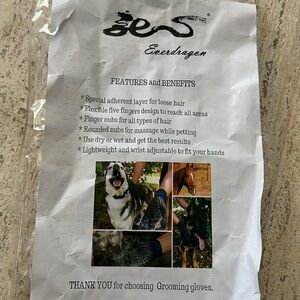 Everdragon
FEATURES and BENEFITS
* Special adherent layer for loose hair
* Flexible five fingers design to reach all areas
* Finger nubs for all types of hair
* Rounded nubs for massage while petting
* Use dry or wet and get the best results
* Lightweight and wrist adjustable to fit your hands
THANK YOU for choosing Grooming gloves.